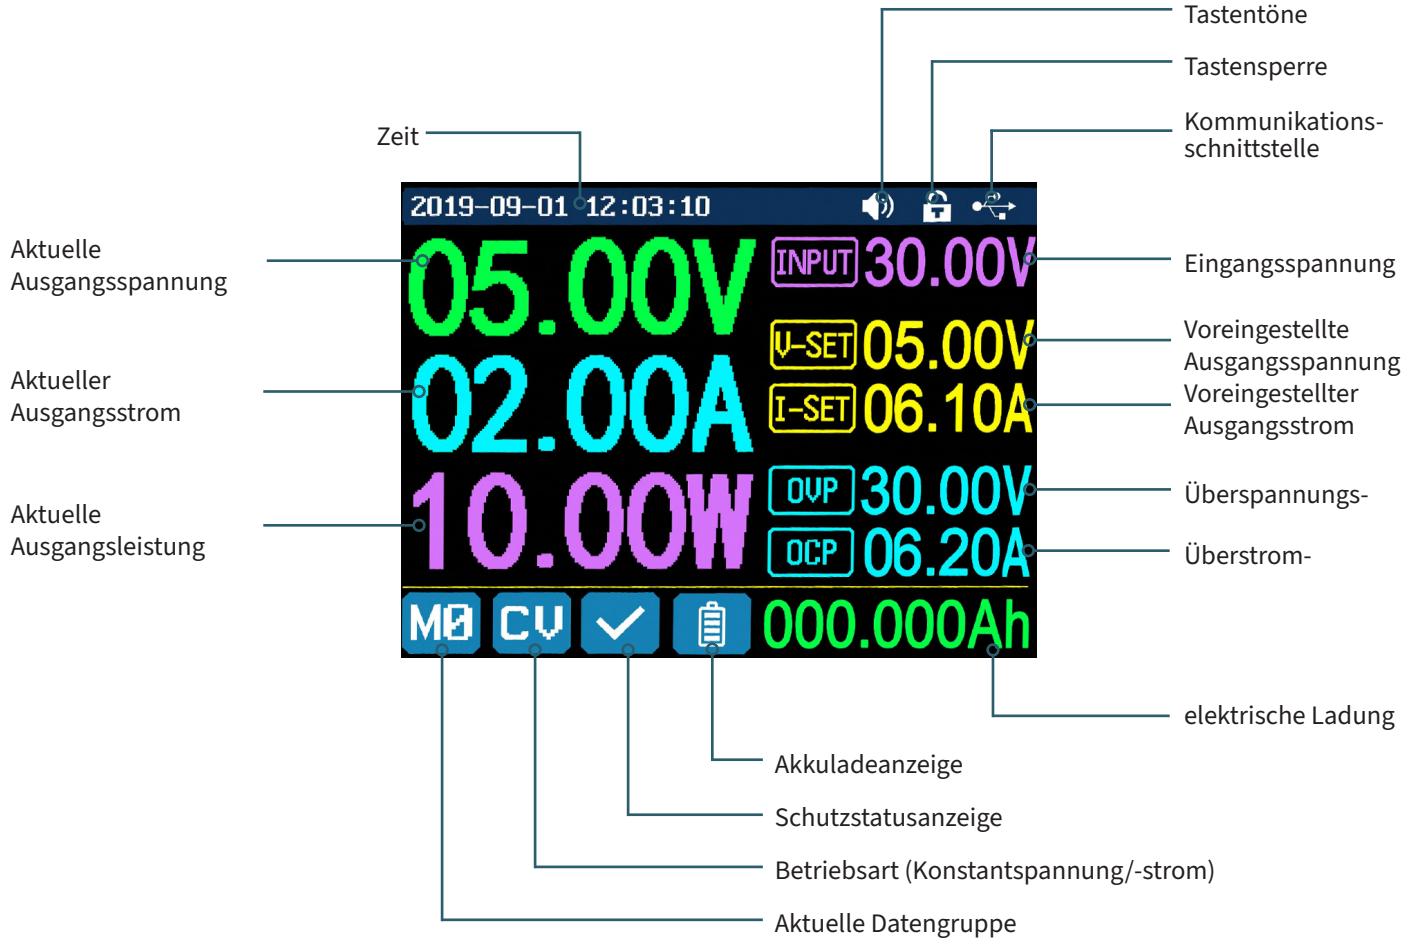 Tastentöne
Tastensperre
Kommunikations-
schnittstelle
Zeit
2019-09-01 12:03:10
Aktuelle
Ausgangsspannung
05.00V
INPUT 30.00V
Eingangsspannung
V-SET 05.00V
Voreingestellte
Ausgangsspannung
Aktueller
Ausgangsstrom
02.00A
I-SET 06.10A
Voreingestellter
Ausgangsstrom
Aktuelle
Ausgangsleistung
10.00W
OVP 30.00V
Überspannungs-
OCP 06.20A
Überstrom-
M0 CV 000.000Ah
elektrische Ladung
Akkuladeanzeige
Schutzstatusanzeige
Betriebsart (Konstantspannung/-strom)
Aktuelle Datengruppe